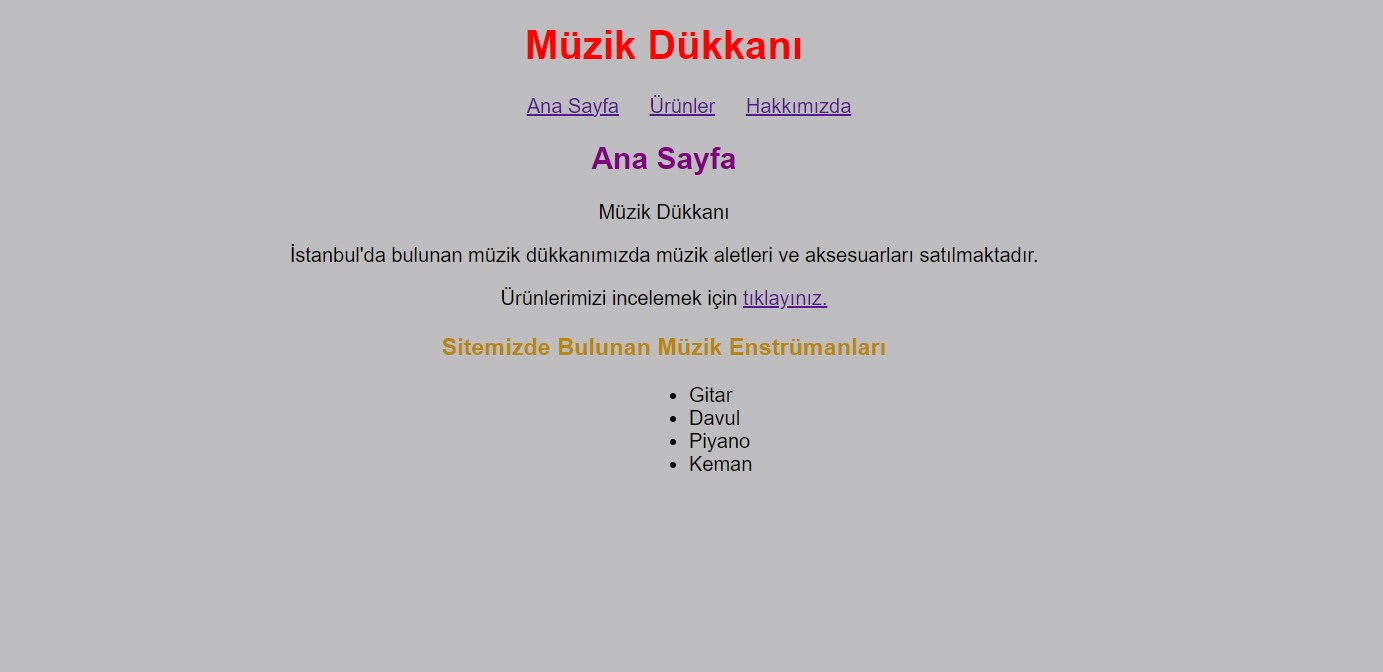 Müzik Dükkanı
Ana Sayfa Ürünler Hakkımızda
Ana Sayfa
Müzik Dükkanı
İstanbul'da bulunan müzik dükkanımızda müzik aletleri ve aksesuarları satılmaktadır.
Ürünlerimizi incelemek için tıklayınız.
Sitemizde Bulunan Müzik Enstrümanları
• Gitar
• Davul
• Piyano
• Keman